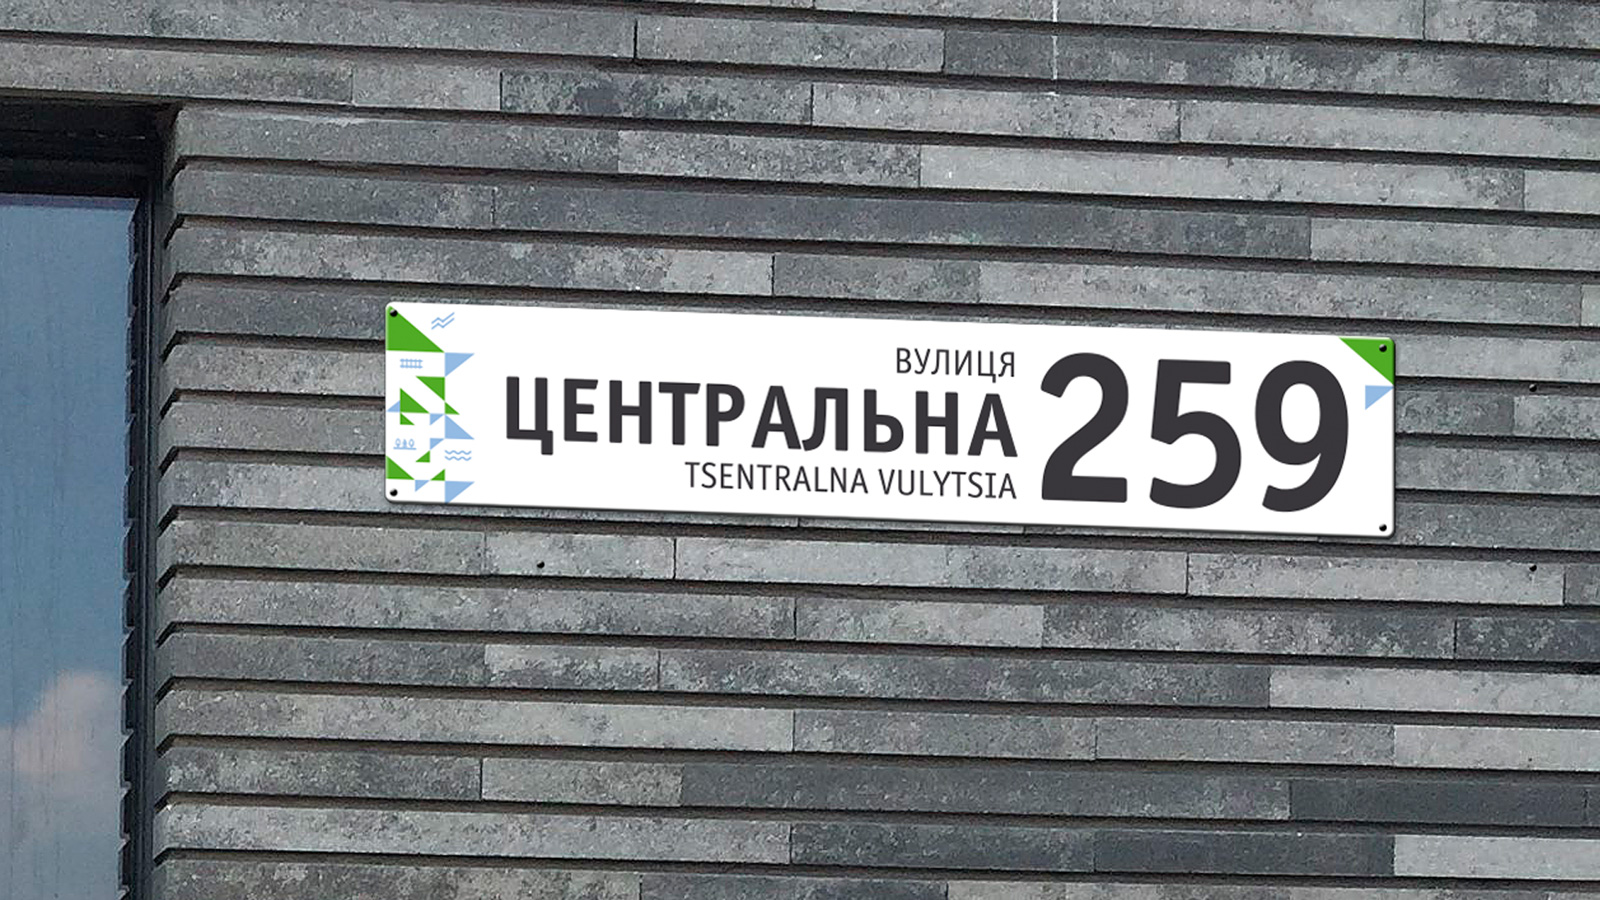 ВУЛИЦЯ
ЦЕНТРАЛЬНА
TSENTRALNA VULYTSIA
259